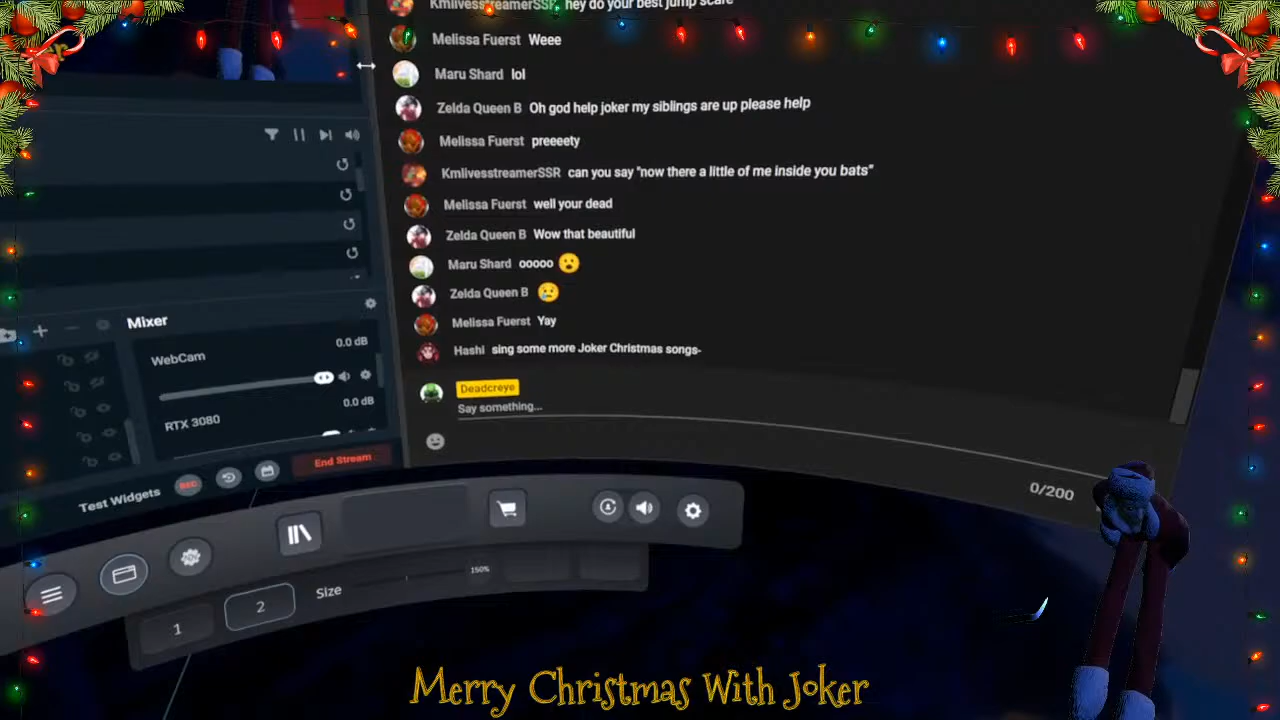 KmlivesstreamerSSR hey do your best jump scare
Melissa Fuerst Weee
Maru Shard lol
Zelda Queen B Oh god help joker my siblings are up please help
Melissa Fuerst preeeety
KmlivesstreamerSSR can you say "now there a little of me inside you bats"
Melissa Fuerst well your dead
Zelda Queen B Wow that beautiful
Maru Shard ooooo 😮
Zelda Queen B 😢
Melissa Fuerst Yay
Hashi sing some more Joker Christmas songs-
Deadcreye
Say something...
0/200
Mixer
WebCam
0.0 dB
RTX 3080
0.0 dB
Test Widgets
REC
End Stream
1
2
Size
150%
Merry Christmas With Joker